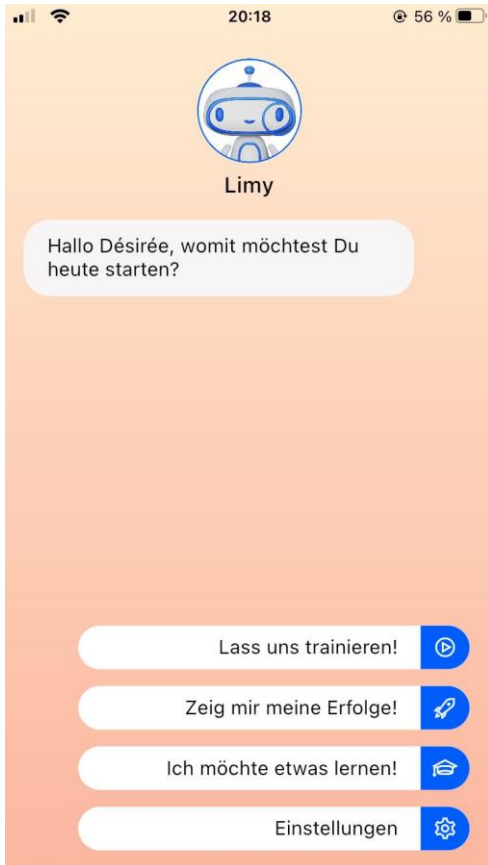 20:18
56 %
Limy
Hallo Désirée, womit möchtest Du
heute starten?
Lass uns trainieren!
Zeig mir meine Erfolge!
Ich möchte etwas lernen!
Einstellungen